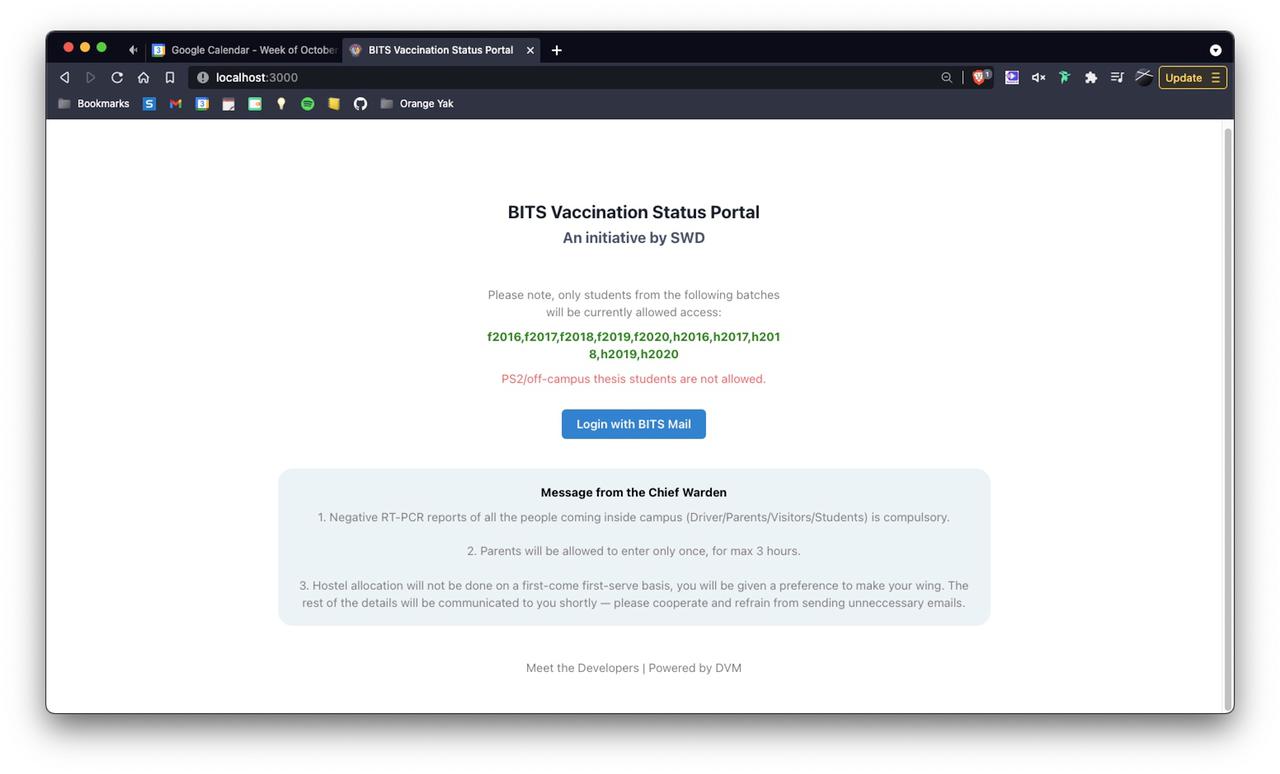 Google Calendar - Week of October
BITS Vaccination Status Portal
localhost:3000
1
Update
Bookmarks
Orange Yak
BITS Vaccination Status Portal
An initiative by SWD
Please note, only students from the following batches
will be currently allowed access:
f2016,f2017,f2018,f2019,f2020,h2016,h2017,h201
8,h2019,h2020
PS2/off-campus thesis students are not allowed.
Login with BITS Mail
Message from the Chief Warden
1. Negative RT-PCR reports of all the people coming inside campus (Driver/Parents/Visitors/Students) is compulsory.
2. Parents will be allowed to enter only once, for max 3 hours.
3. Hostel allocation will not be done on a first-come first-serve basis, you will be given a preference to make your wing. The
rest of the details will be communicated to you shortly — please cooperate and refrain from sending unneccessary emails.
Meet the Developers | Powered by DVM